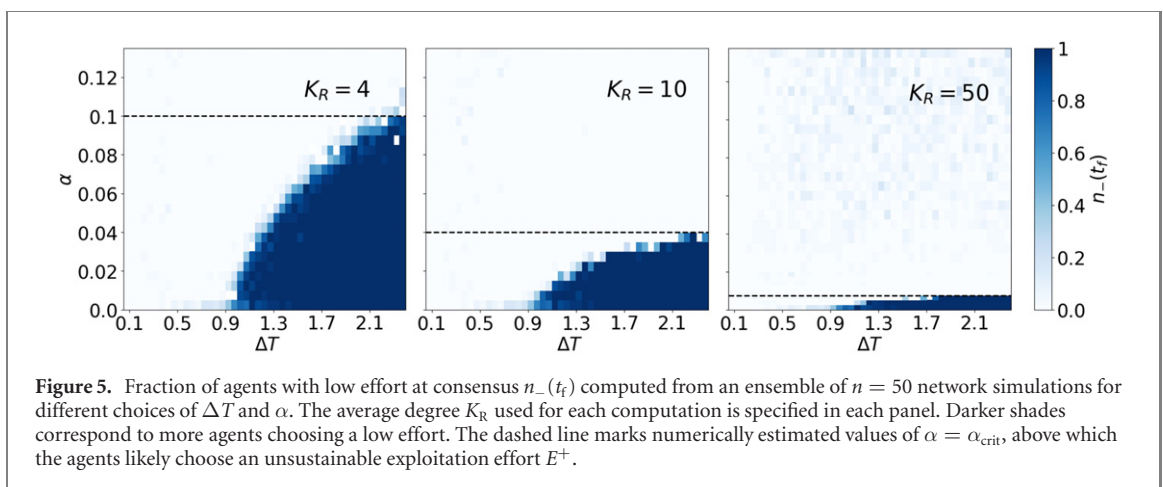 K_R = 4
K_R = 10
K_R = 50
0.12
0.1
0.08
0.06
0.04
0.02
0.0
α
0.1 0.5 0.9 1.3 1.7 2.1
ΔT
0.1 0.5 0.9 1.3 1.7 2.1
ΔT
0.1 0.5 0.9 1.3 1.7 2.1
ΔT
1
0.8
0.6
0.4
0.2
0.0
n_−(t_f)
Figure 5. Fraction of agents with low effort at consensus n_−(t_f) computed from an ensemble of n = 50 network simulations for
different choices of ΔT and α. The average degree K_R used for each computation is specified in each panel. Darker shades
correspond to more agents choosing a low effort. The dashed line marks numerically estimated values of α = α_crit, above which
the agents likely choose an unsustainable exploitation effort E^+.